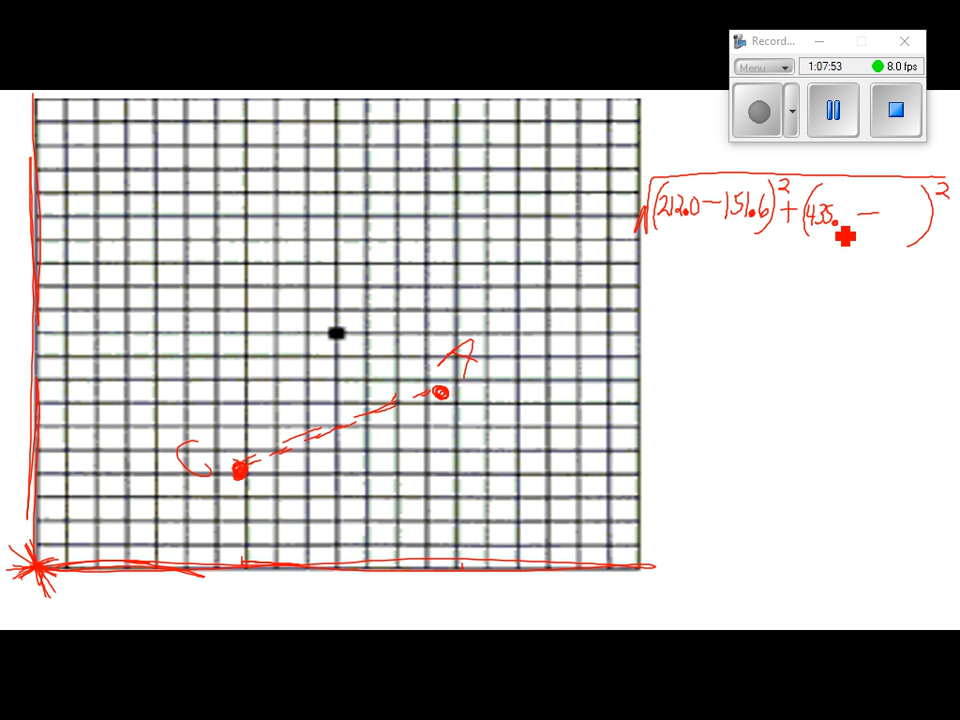 Record...
Menu 1:07:53 8.0 fps
√(212.0-151.6)²+(435. - )²
A
C